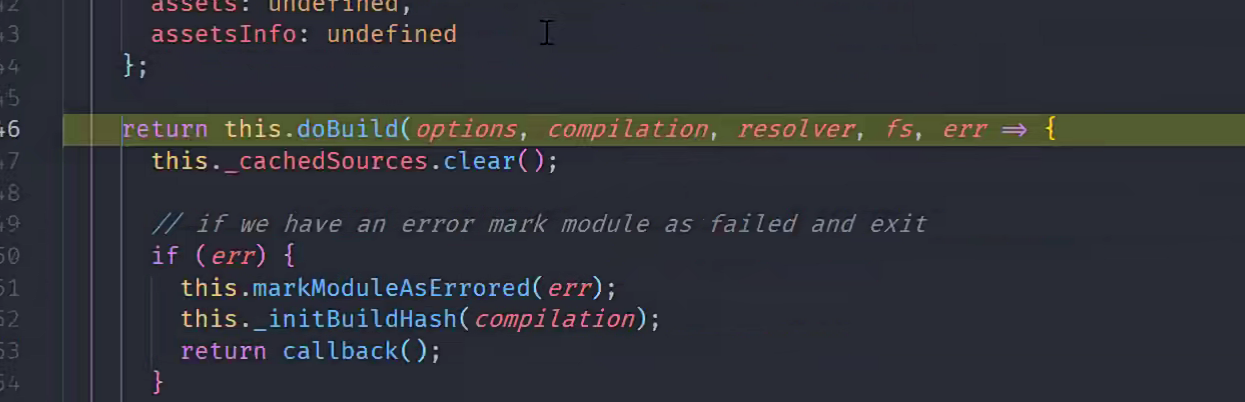 assets: undefined,
43 assetsInfo: undefined
44 };
45
46 return this.doBuild(options, compilation, resolver, fs, err => {
47 this._cachedSources.clear();
48
49 // if we have an error mark module as failed and exit
50 if (err) {
51 this.markModuleAsErrored(err);
52 this._initBuildHash(compilation);
53 return callback();
54 }